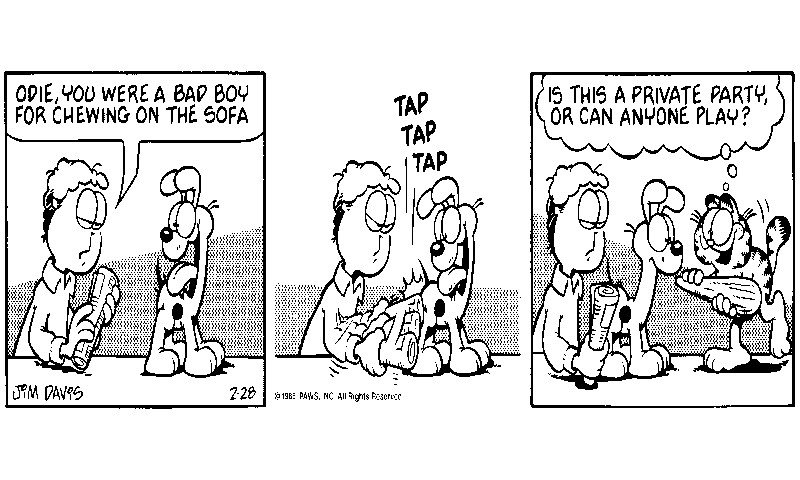 ODIE, YOU WERE A BAD BOY
FOR CHEWING ON THE SOFA
JIM DAVIS
2-28
TAP
TAP
TAP
PAWS, INC. All Rights Reserved
IS THIS A PRIVATE PARTY,
OR CAN ANYONE PLAY?